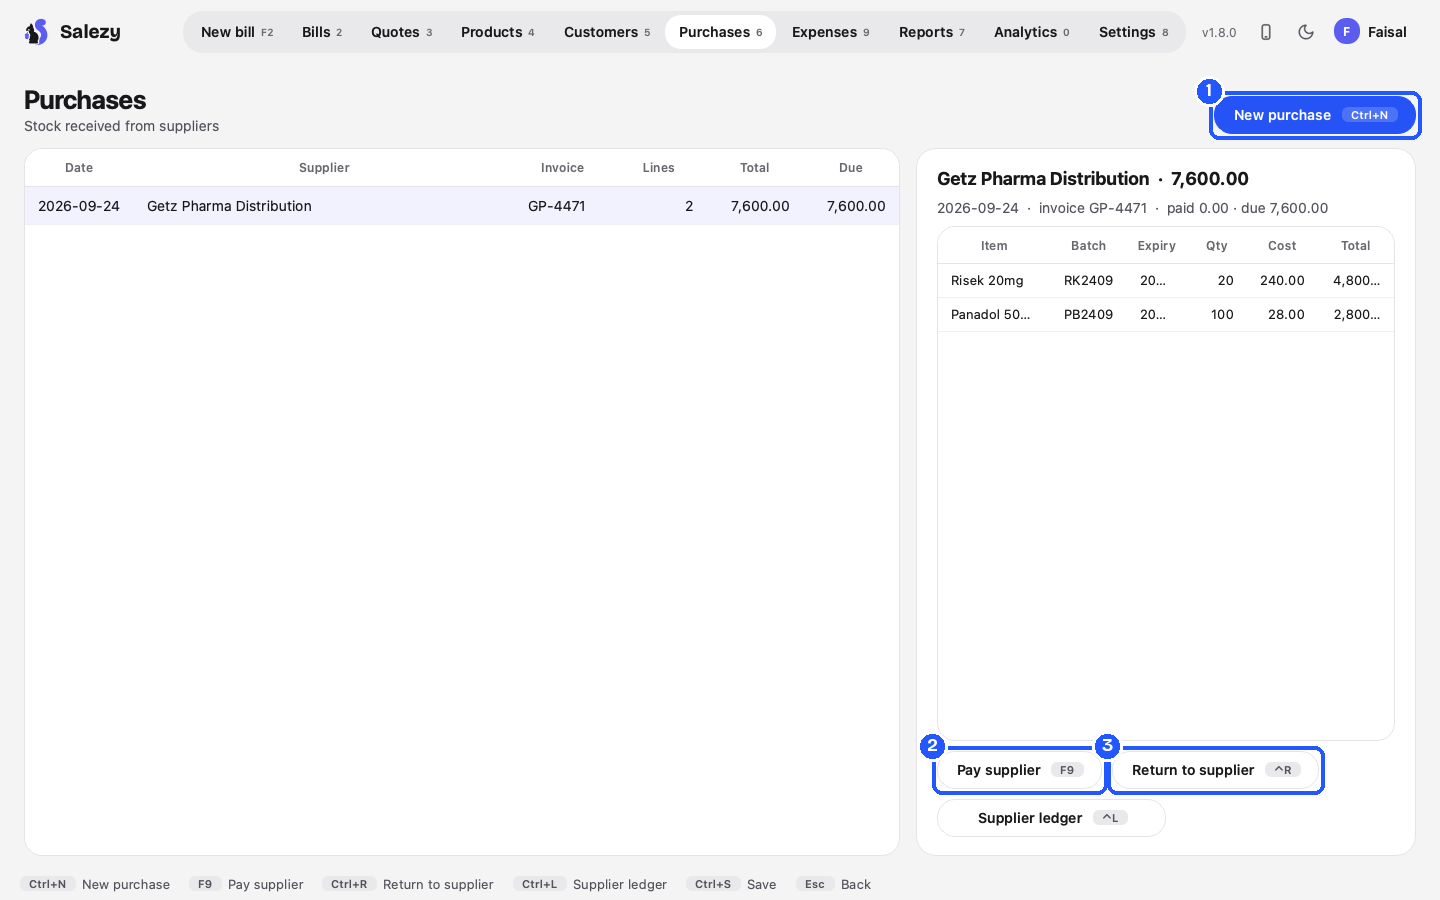 Salezy New bill F2 Bills 2 Quotes 3 Products 4 Customers 5 Purchases 6 Expenses 9 Reports 7 Analytics 0 Settings 8 v1.8.0 F Faisal
Purchases
Stock received from suppliers
1 New purchase Ctrl+N
Date Supplier Invoice Lines Total Due
2026-09-24 Getz Pharma Distribution GP-4471 2 7,600.00 7,600.00
Getz Pharma Distribution · 7,600.00
2026-09-24 · invoice GP-4471 · paid 0.00 · due 7,600.00
Item Batch Expiry Qty Cost Total
Risek 20mg RK2409 20... 20 240.00 4,800...
Panadol 50... PB2409 20... 100 28.00 2,800...
2 Pay supplier F9 3 Return to supplier ^R
Supplier ledger ^L
Ctrl+N New purchase F9 Pay supplier Ctrl+R Return to supplier Ctrl+L Supplier ledger Ctrl+S Save Esc Back